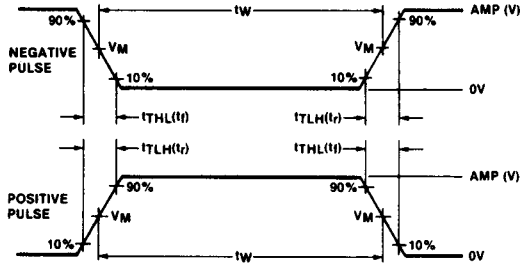 90% tW 90% AMP (V)
NEGATIVE
PULSE
VM VM
10% 10%
0V
tTHL(tf) tTLH(tr)
tTLH(tr) tTHL(tf)
AMP (V)
90% 90%
POSITIVE
PULSE
VM VM
10% tW 10%
0V